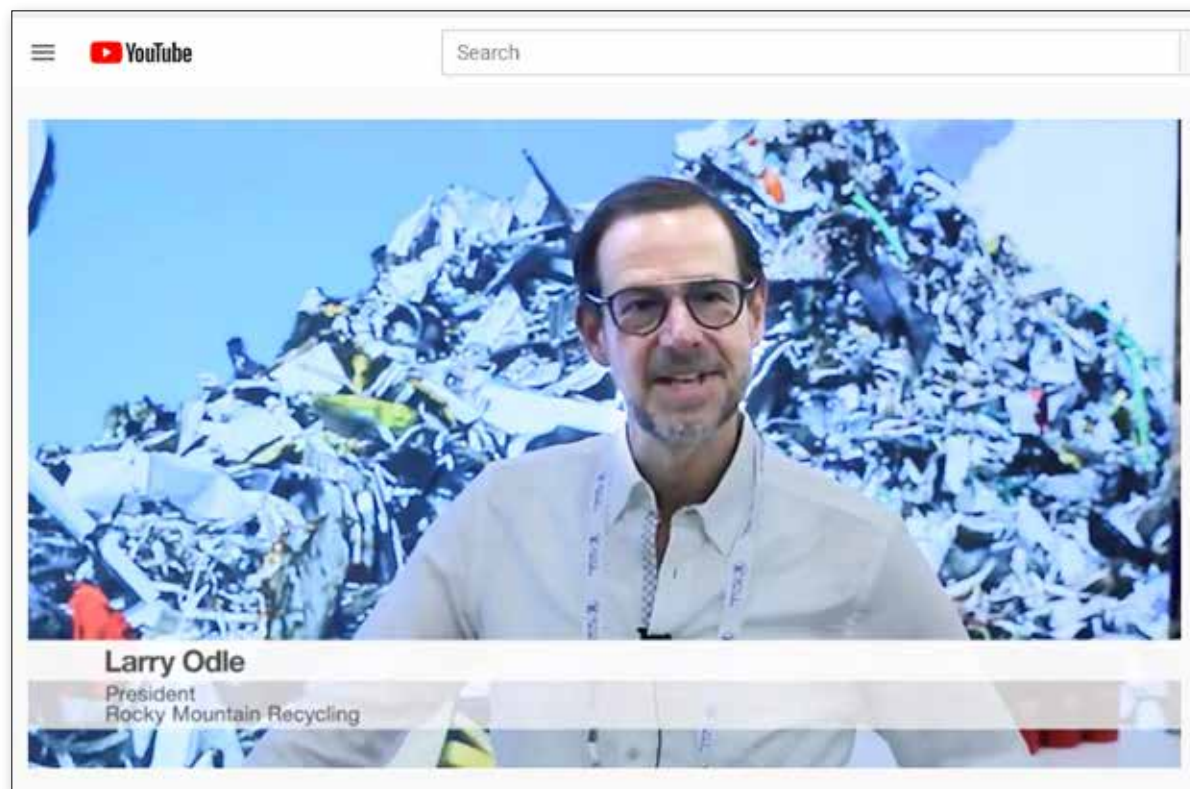 YouTube
Search
Larry Odle
President
Rocky Mountain Recycling